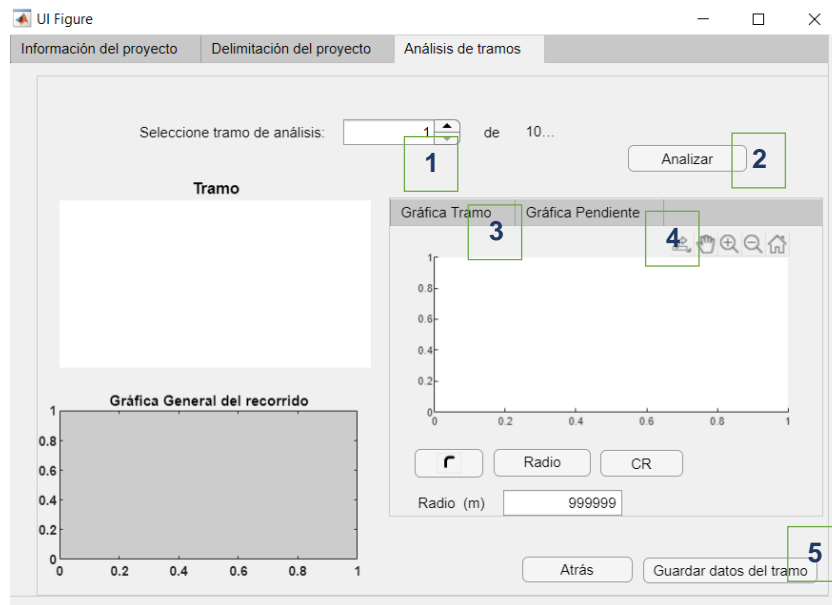 UI Figure
Información del proyecto Delimitación del proyecto Análisis de tramos
Seleccione tramo de análisis: 1 de 10...
1
Analizar 2
Tramo
Gráfica Tramo Gráfica Pendiente
3 4
1
0.8
0.6
0.4
0.2
0
0 0.2 0.4 0.6 0.8 1
Gráfica General del recorrido
1
0.8
0.6
0.4
0.2
0
0 0.2 0.4 0.6 0.8 1
Radio CR
Radio (m) 999999
5
Atrás Guardar datos del tramo